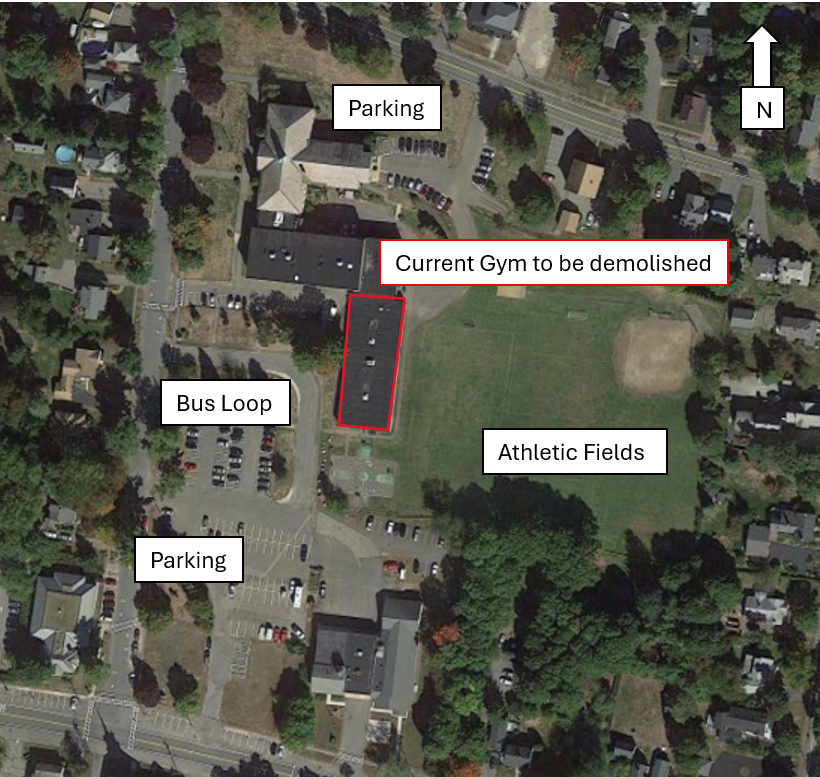 Parking
N
Current Gym to be demolished
Bus Loop
Athletic Fields
Parking